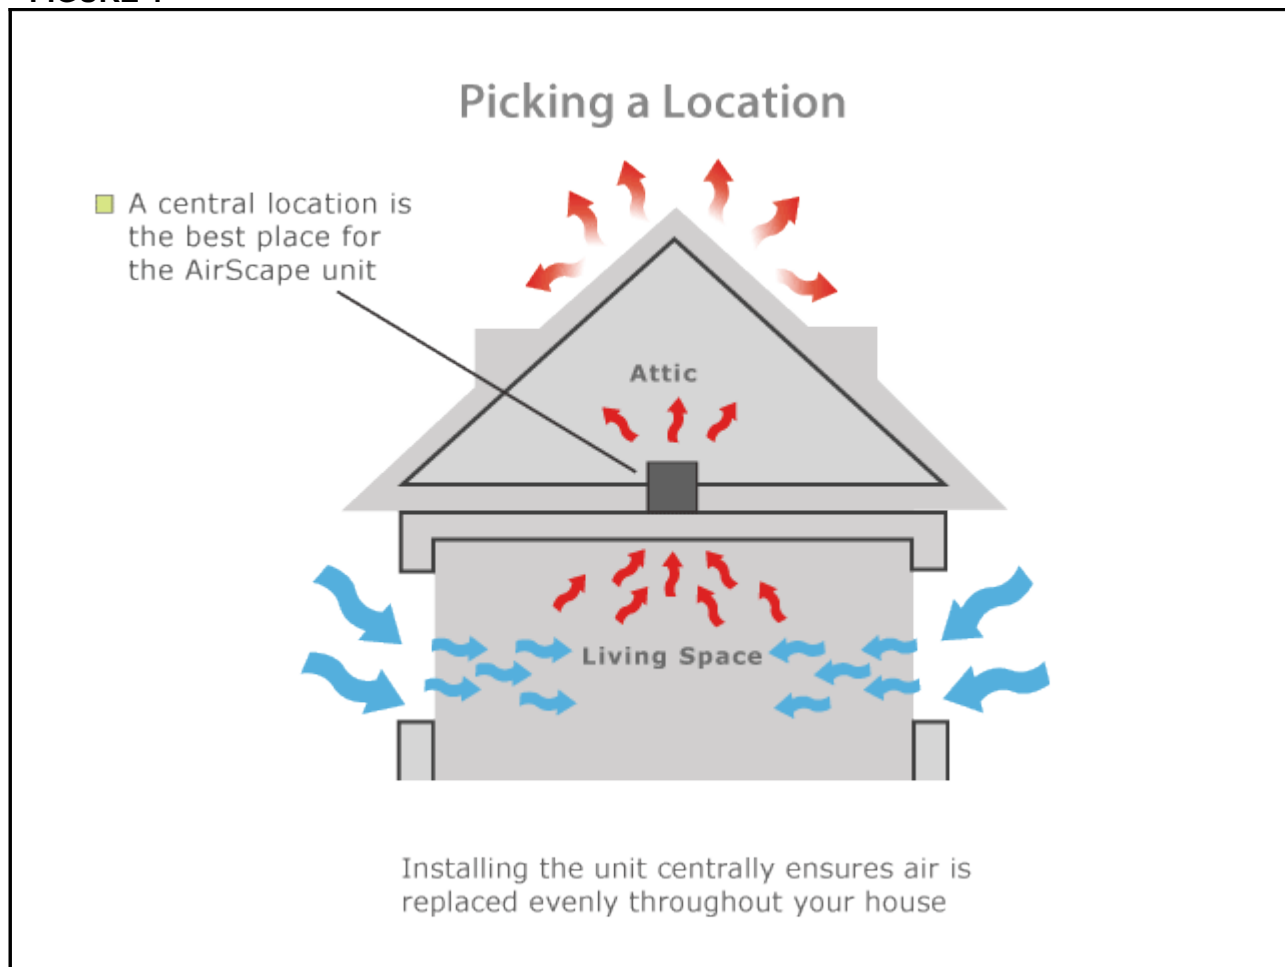 Picking a Location
A central location is
the best place for
the AirScape unit
Attic
Living Space
Installing the unit centrally ensures air is
replaced evenly throughout your house